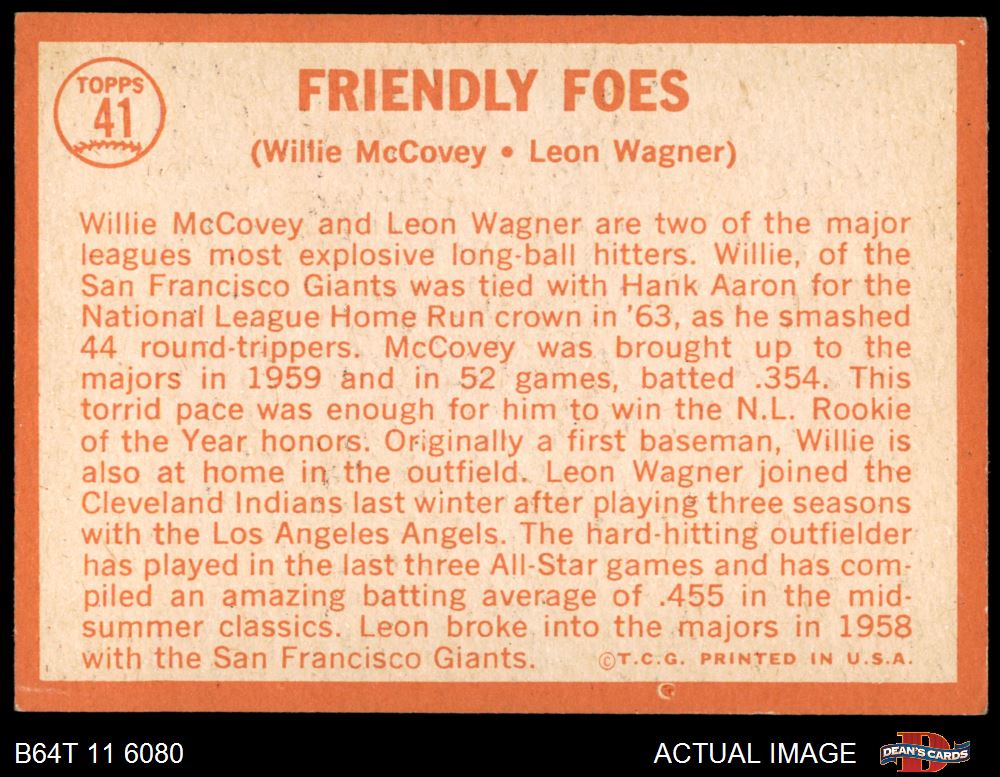 TOPPS
41
FRIENDLY FOES
(Willie McCovey • Leon Wagner)
Willie McCovey and Leon Wagner are two of the major
leagues most explosive long-ball hitters. Willie, of the
San Francisco Giants was tied with Hank Aaron for the
National League Home Run crown in '63, as he smashed
44 round-trippers. McCovey was brought up to the
majors in 1959 and in 52 games, batted .354. This
torrid pace was enough for him to win the N.L. Rookie
of the Year honors. Originally a first baseman, Willie is
also at home in the outfield. Leon Wagner joined the
Cleveland Indians last winter after playing three seasons
with the Los Angeles Angels. The hard-hitting outfielder
has played in the last three All-Star games and has com-
piled an amazing batting average of .455 in the mid-
summer classics. Leon broke into the majors in 1958
with the San Francisco Giants. ©T.C.G. PRINTED IN U.S.A.
B64T 11 6080
ACTUAL IMAGE
D
DEAN'S CARDS